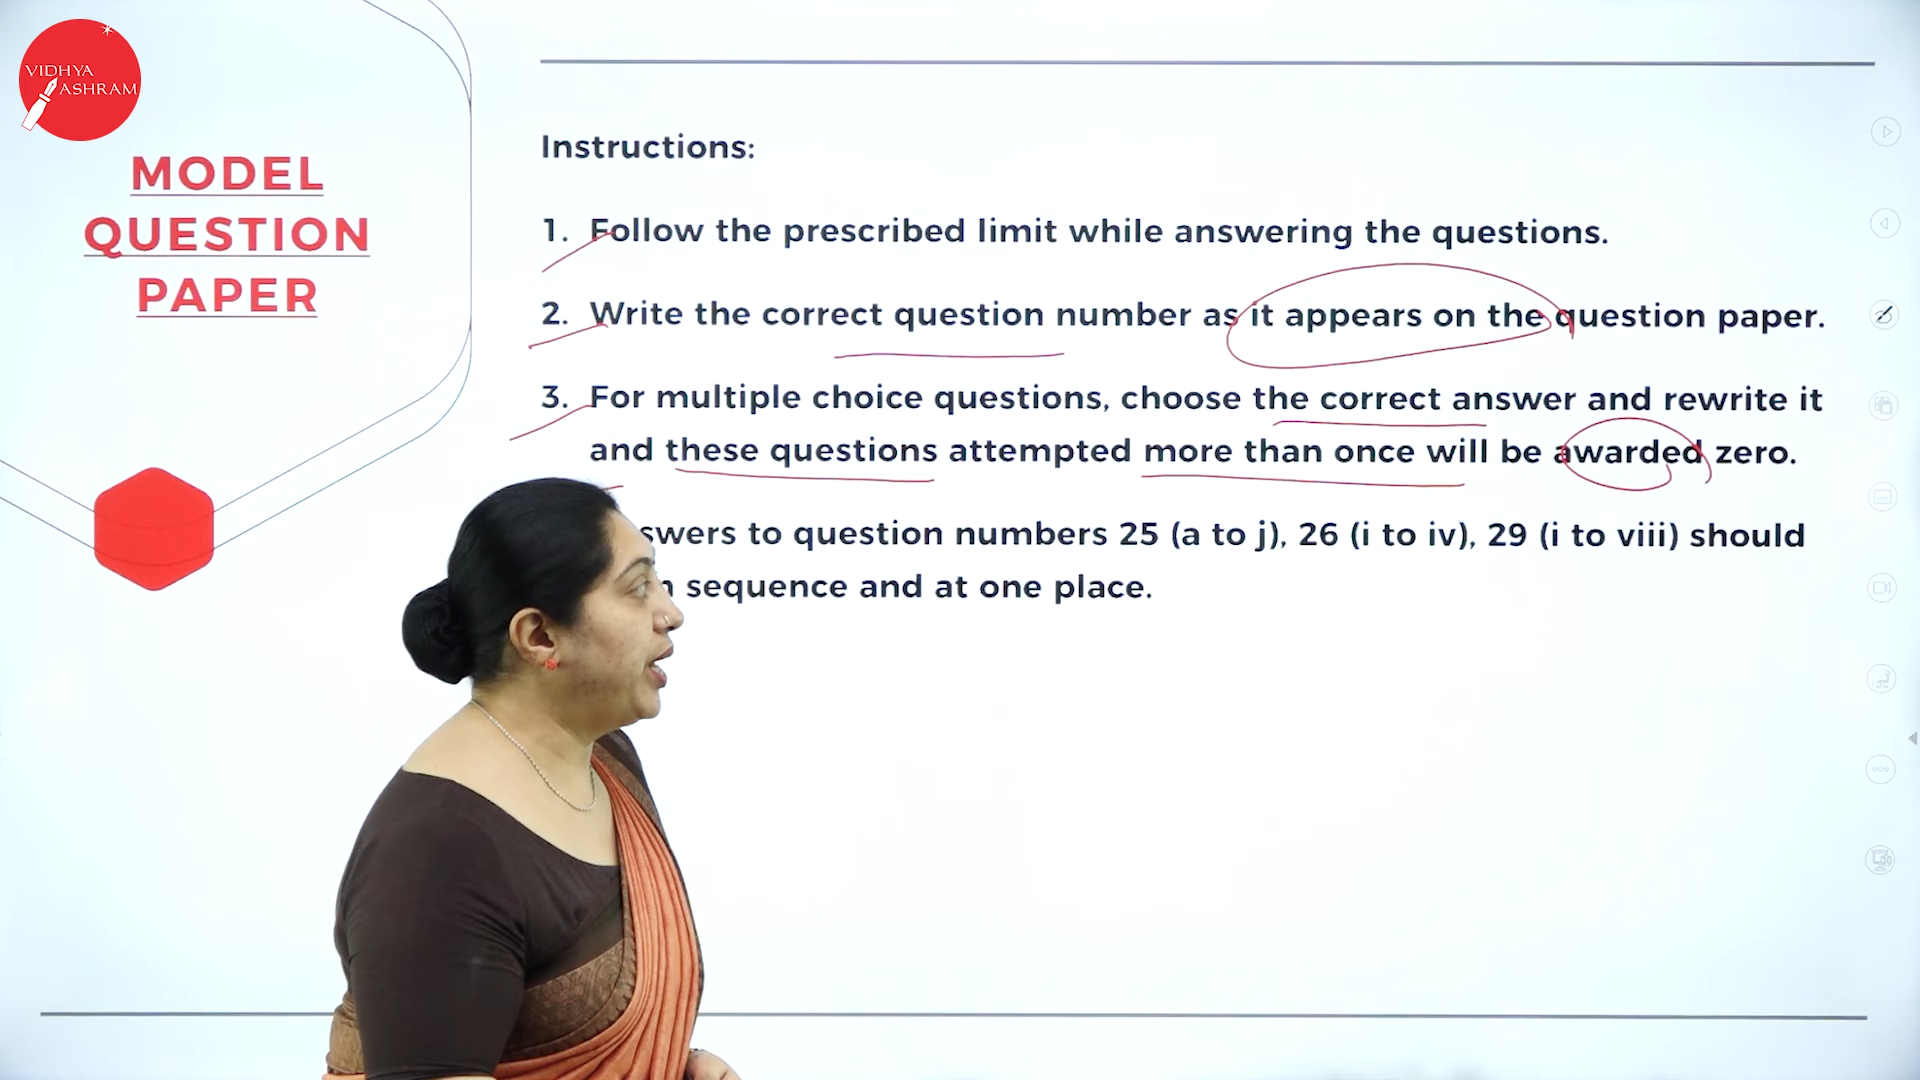 VIDHYA
ASHRAM
MODEL
QUESTION
PAPER
Instructions:
1. Follow the prescribed limit while answering the questions.
2. Write the correct question number as it appears on the question paper.
3. For multiple choice questions, choose the correct answer and rewrite it
and these questions attempted more than once will be awarded zero.
to question numbers 25 (a to j), 26 (i to iv), 29 (i to viii) should
sequence and at one place.